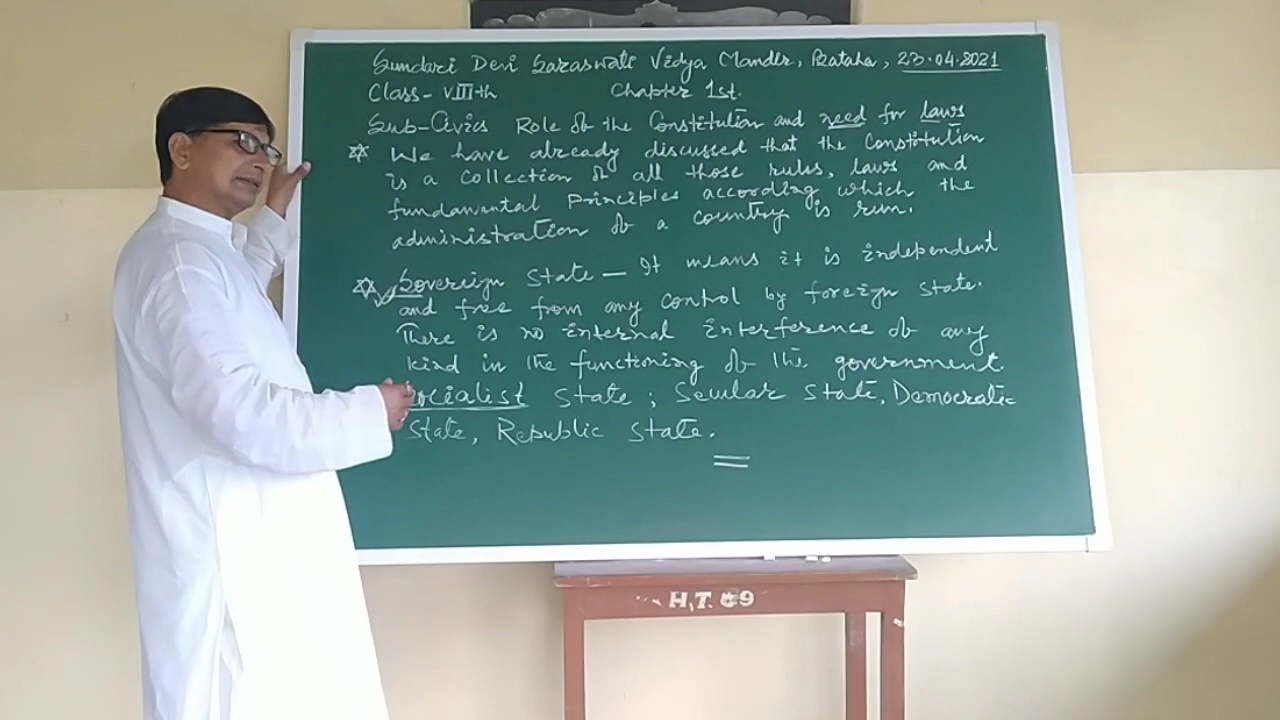 Sundari Devi Saraswati Vidya Mandir, Bataha, 23.04.2021
Class- VIIIth Chapter 1st.
Sub-Civics Role of the Constitution and need for laws
We have already discussed that the Constitution
is a collection of all those rules, laws and
fundamental Principles according which the
administration of a country is run.
Sovereign State — It means it is independent
and free from any control by foreign state.
There is no internal interference of any
kind in the functioning of the government.
Socialist State; Secular State, Democratic
State, Republic State.
H.T. 09